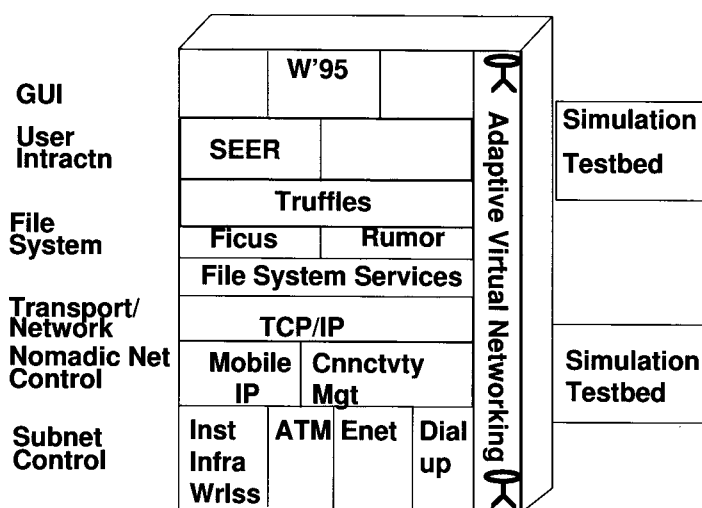 GUI
User
Intractn
File
System
Transport/
Network
Nomadic Net
Control
Subnet
Control
W'95
SEER
Truffles
Ficus
Rumor
File System Services
TCP/IP
Mobile
IP
Cnnctvty
Mgt
Inst
Infra
Wrlss
ATM
Enet
Dial
up
Adaptive Virtual Networking
Simulation
Testbed
Simulation
Testbed